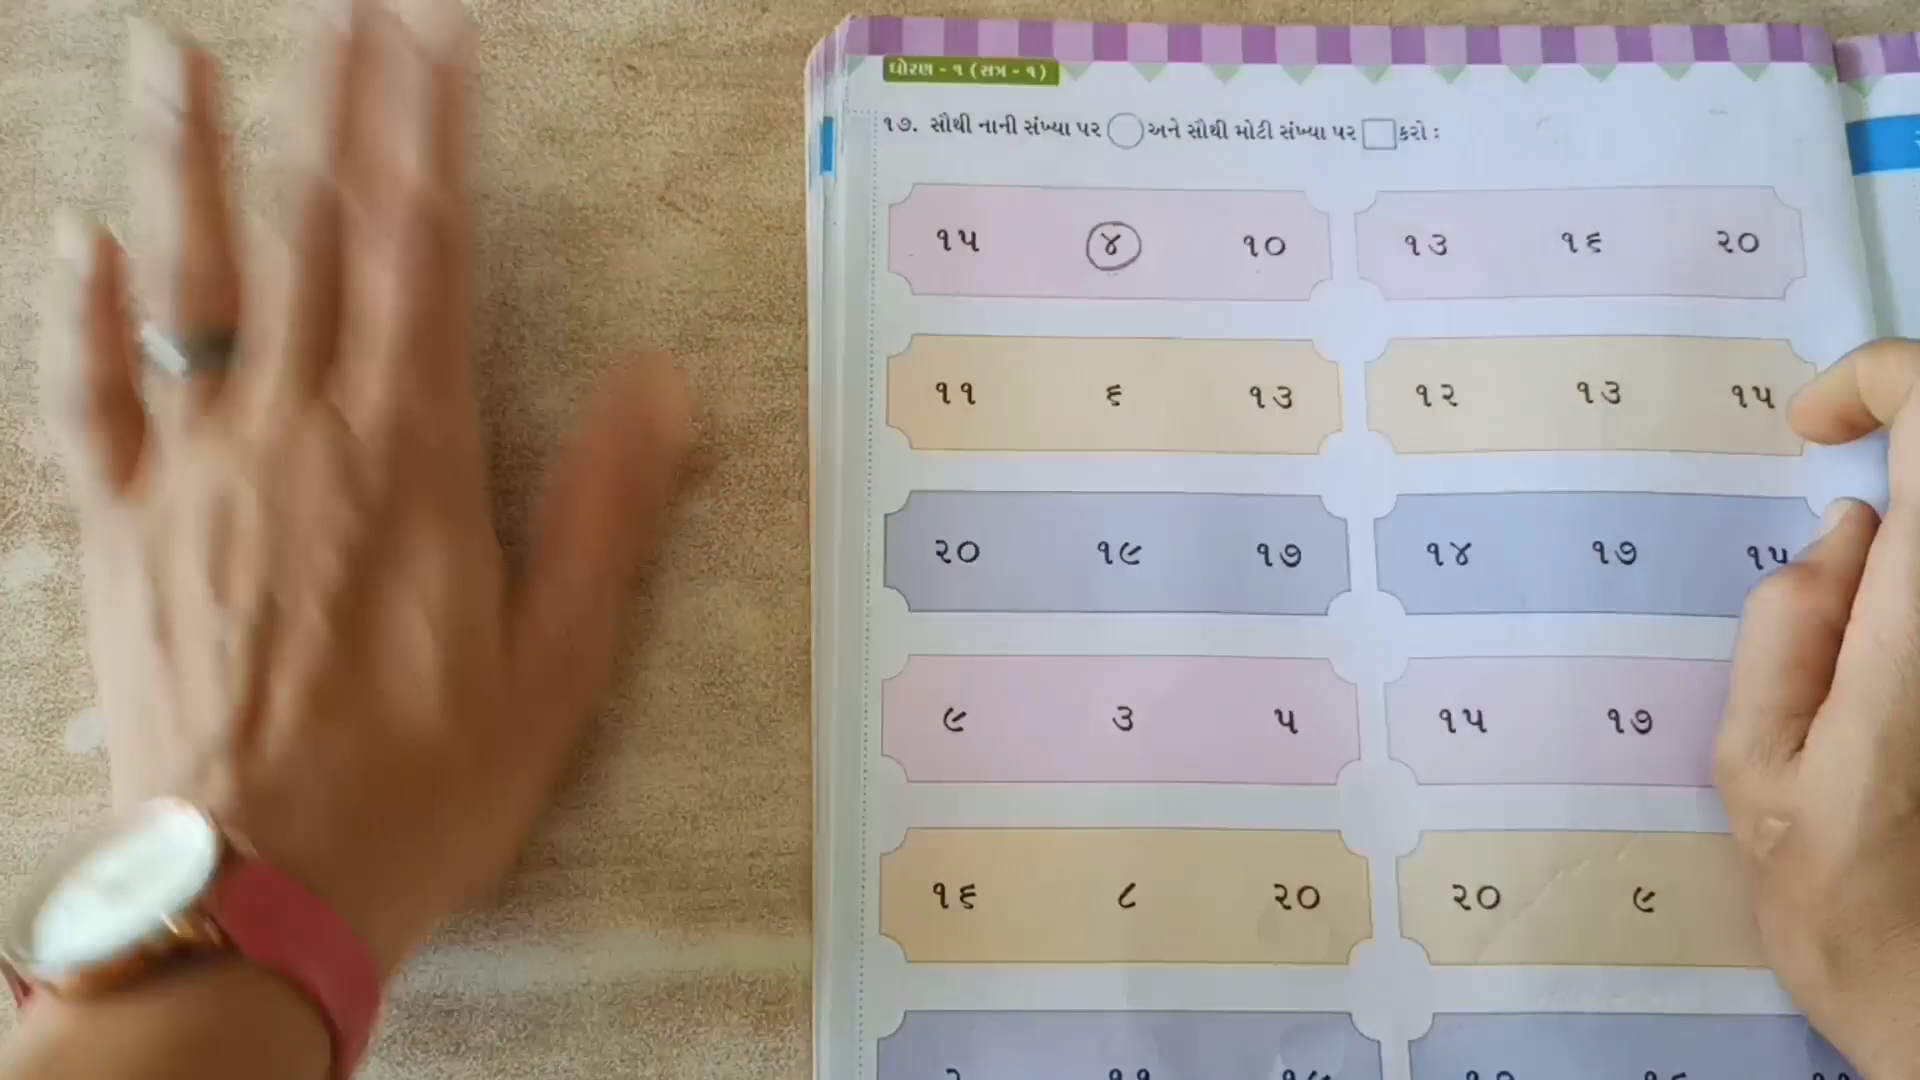 ધોરણ - ૧ (સત્ર - ૧)
૧૭. સૌથી નાની સંખ્યા પર અને સૌથી મોટી સંખ્યા પર કરો :
૧૫ ૪ ૧૦ ૧૩ ૧૬ ૨૦
૧૧ ૬ ૧૩ ૧૨ ૧૩ ૧૫
૨૦ ૧૯ ૧૭ ૧૪ ૧૭ ૧૫
૯ ૩ ૫ ૧૫ ૧૭
૧૬ ૮ ૨૦ ૨૦ ૯